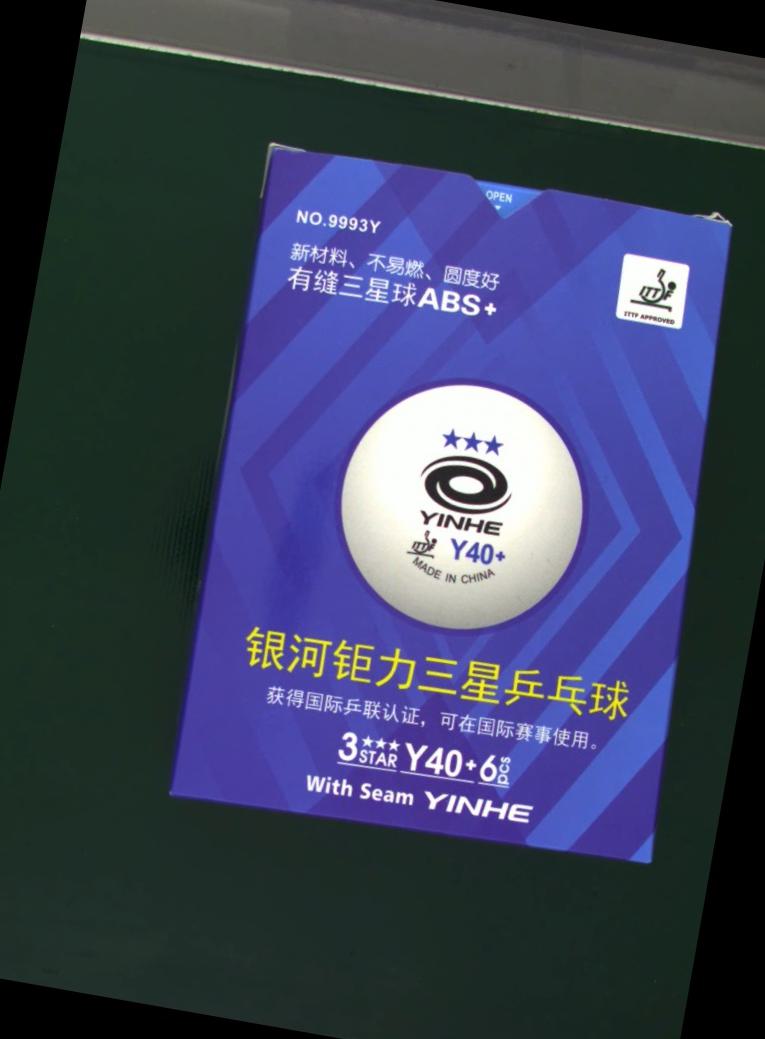 OPEN
NO.9993Y
新材料、不易燃、圆度好
有缝三星球ABS+
ITTF
ITTF APPROVED
YINHE
ITTF Y40+
MADE IN CHINA
银河钜力三星乒乓球
获得国际乒联认证，可在国际赛事使用。
3 STAR Y40+ 6 pcs
With Seam YINHE